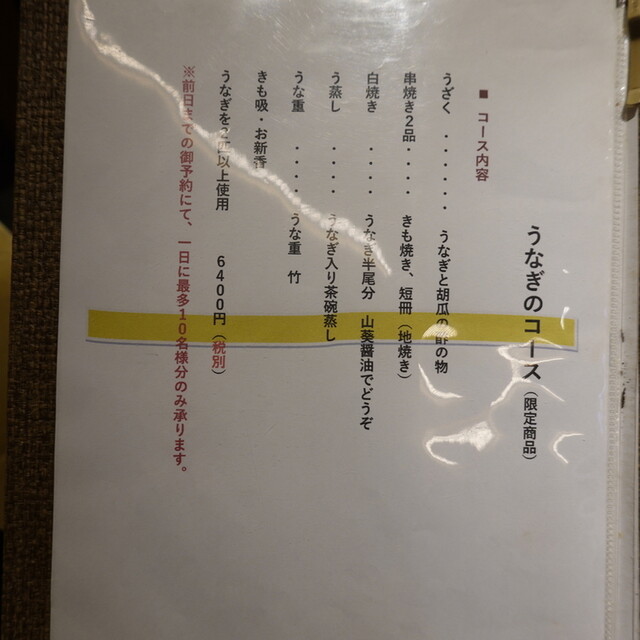 うなぎのコース（限定商品）
■ コース内容
うざく ・・・・・・ うなぎと胡瓜の酢の物
串焼き２品・・・・ きも焼き、短冊（地焼き）
白焼き ・・・・ うなぎ半尾分 山葵醤油でどうぞ
う蒸し ・・・・ うなぎ入り茶碗蒸し
うな重 ・・・・ うな重 竹
きも吸・お新香
うなぎを２匹以上使用 6400円（税別）
※前日までの御予約にて、一日に最多１０名様分のみ承ります。